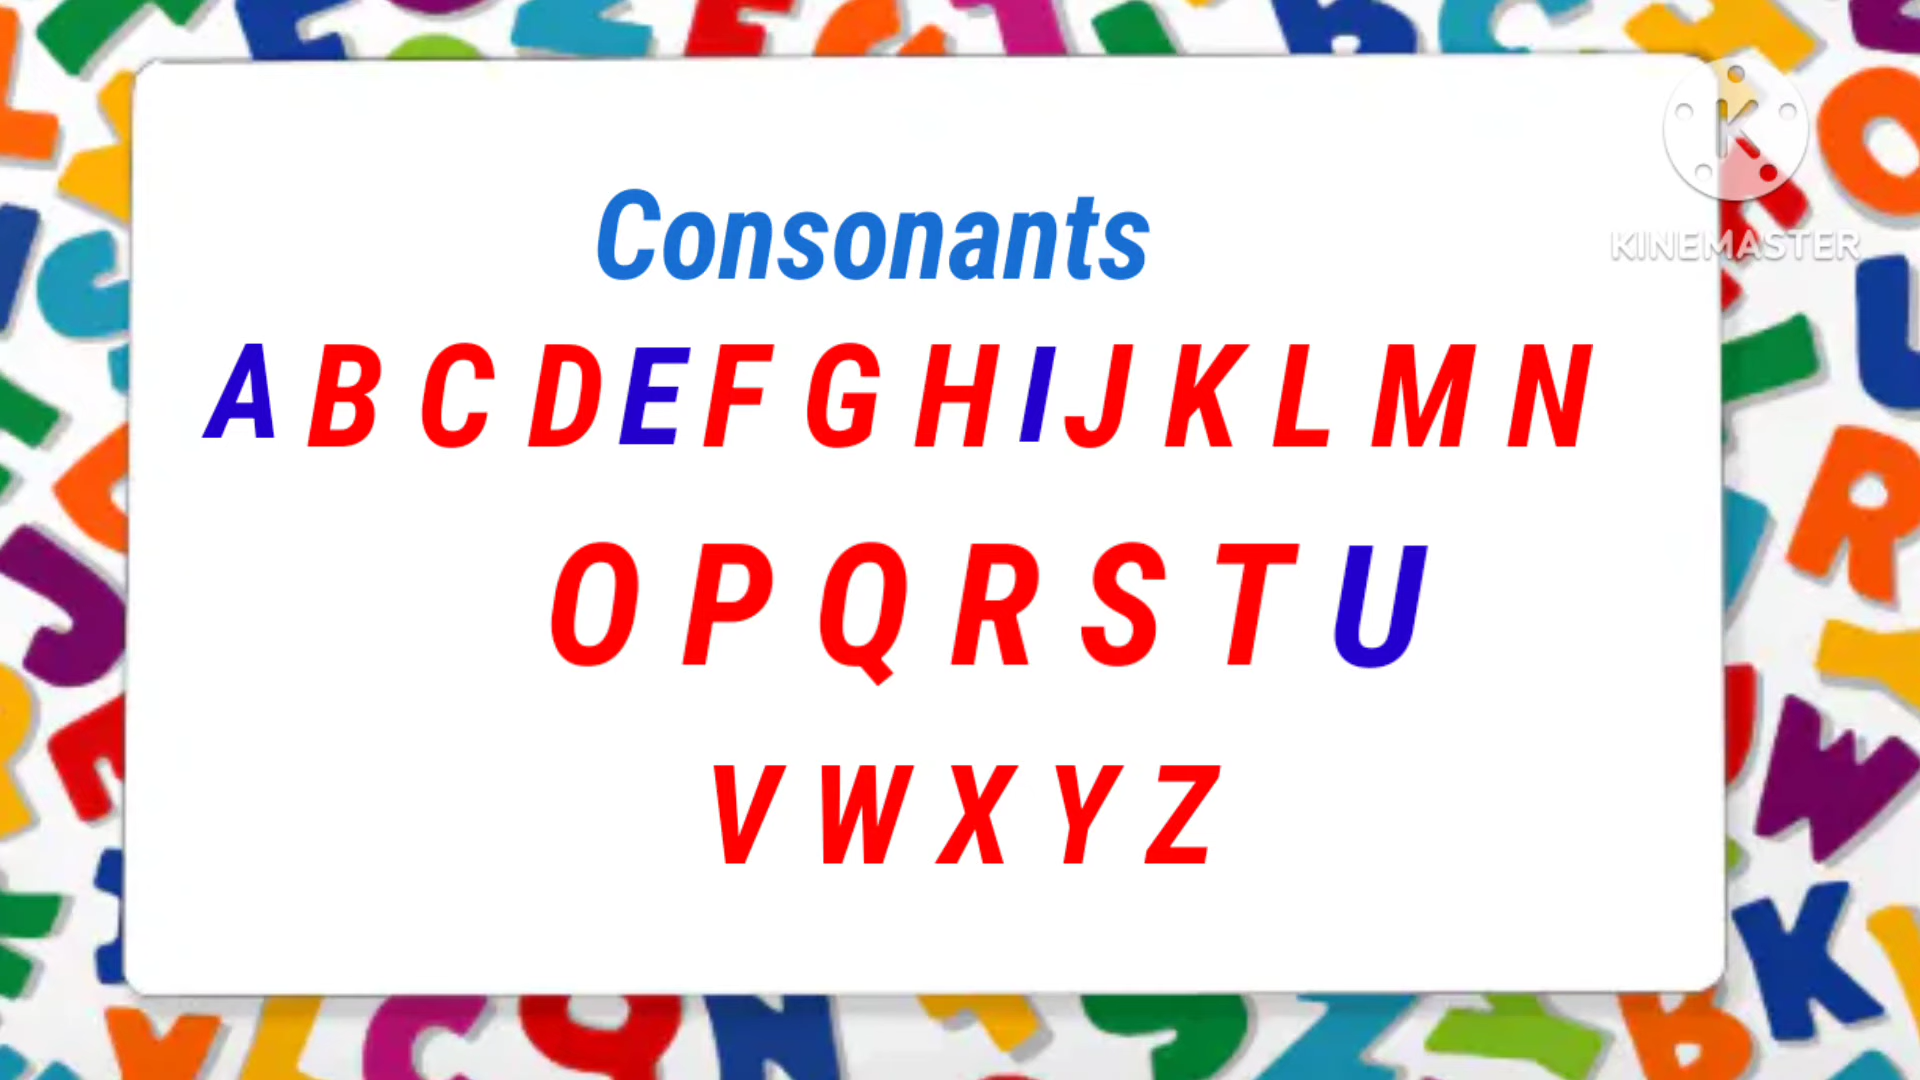 Consonants
A B C D E F G H I J K L M N
O P Q R S T U
V W X Y Z
KINEMASTER